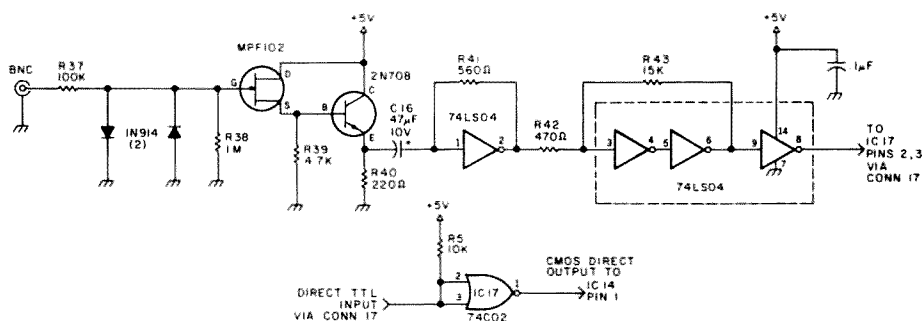 +5V
+5V
MPF102
BNC
R37
100K
G
D
S
2N708
B
C
E
C16
47µF
10V
+
R41
560Ω
74LS04
1
2
R42
470Ω
R43
15K
.1µF
14
3
4
5
6
9
8
7
74LS04
TO
IC17
PINS 2,3
VIA
CONN 17
IN914
(2)
R38
1M
R39
4.7K
R40
220Ω
+5V
R5
10K
2
3
IC17
1
74C02
DIRECT TTL
INPUT
VIA CONN 17
CMOS DIRECT
OUTPUT TO
IC14
PIN 1